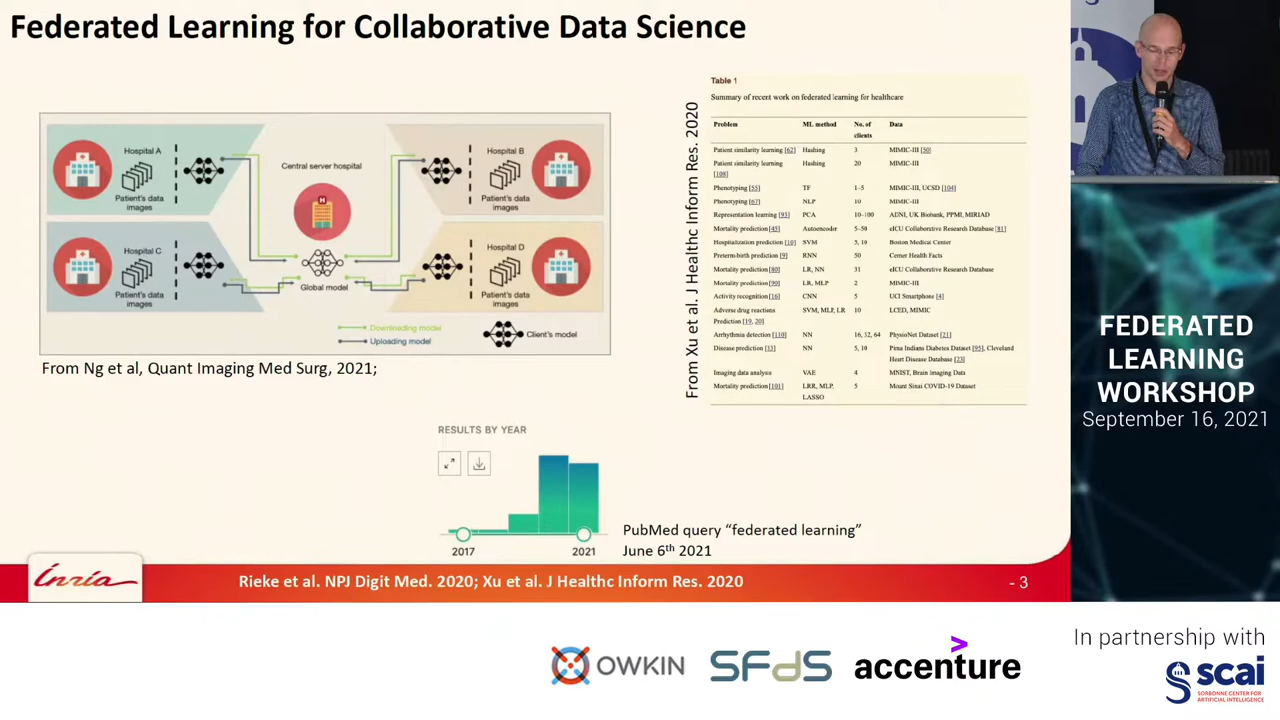 Federated Learning for Collaborative Data Science
Hospital A
Patient's data
images
Hospital C
Patient's data
images
Central server hospital
H
Global model
Hospital B
Patient's data
images
Hospital D
Patient's data
images
Downloading model
Uploading model
Client's model
From Ng et al, Quant Imaging Med Surg, 2021;
From Xu et al. J Healthc Inform Res. 2020
Table 1
Summary of recent work on federated learning for healthcare
Problem ML method No. of clients Data
Patient similarity learning [62] Hashing 3 MIMIC-III [50]
Patient similarity learning [108] Hashing 20 MIMIC-III
Phenotyping [55] TF 1–5 MIMIC-III, UCSD [104]
Phenotyping [67] NLP 10 MIMIC-III
Representation learning [93] PCA 10–100 ADNI, UK Biobank, PPMI, MIRIAD
Mortality prediction [45] Autoencoder 5–50 eICU Collaborative Research Database [81]
Hospitalization prediction [10] SVM 5, 10 Boston Medical Center
Preterm-birth prediction [9] RNN 50 Cerner Health Facts
Mortality prediction [80] LR, NN 31 eICU Collaborative Research Database
Mortality prediction [90] LR, MLP 2 MIMIC-III
Activity recognition [16] CNN 5 UCI Smartphone [4]
Adverse drug reactions Prediction [19, 20] SVM, MLP, LR 10 LCED, MIMIC
Arrhythmia detection [110] NN 16, 32, 64 PhysioNet Dataset [21]
Disease prediction [33] NN 5, 10 Pima Indians Diabetes Dataset [95], Cleveland Heart Disease Database [23]
Imaging data analysis VAE 4 MNIST, Brain Imaging Data
Mortality prediction [101] LRR, MLP, LASSO 5 Mount Sinai COVID-19 Dataset
RESULTS BY YEAR
2017
2021
PubMed query “federated learning”
June 6th 2021
Inria
Rieke et al. NPJ Digit Med. 2020; Xu et al. J Healthc Inform Res. 2020
- 3
FEDERATED
LEARNING
WORKSHOP
September 16, 2021
OWKIN
SFdS
accenture
In partnership with
scai
SORBONNE CENTER FOR
ARTIFICIAL INTELLIGENCE